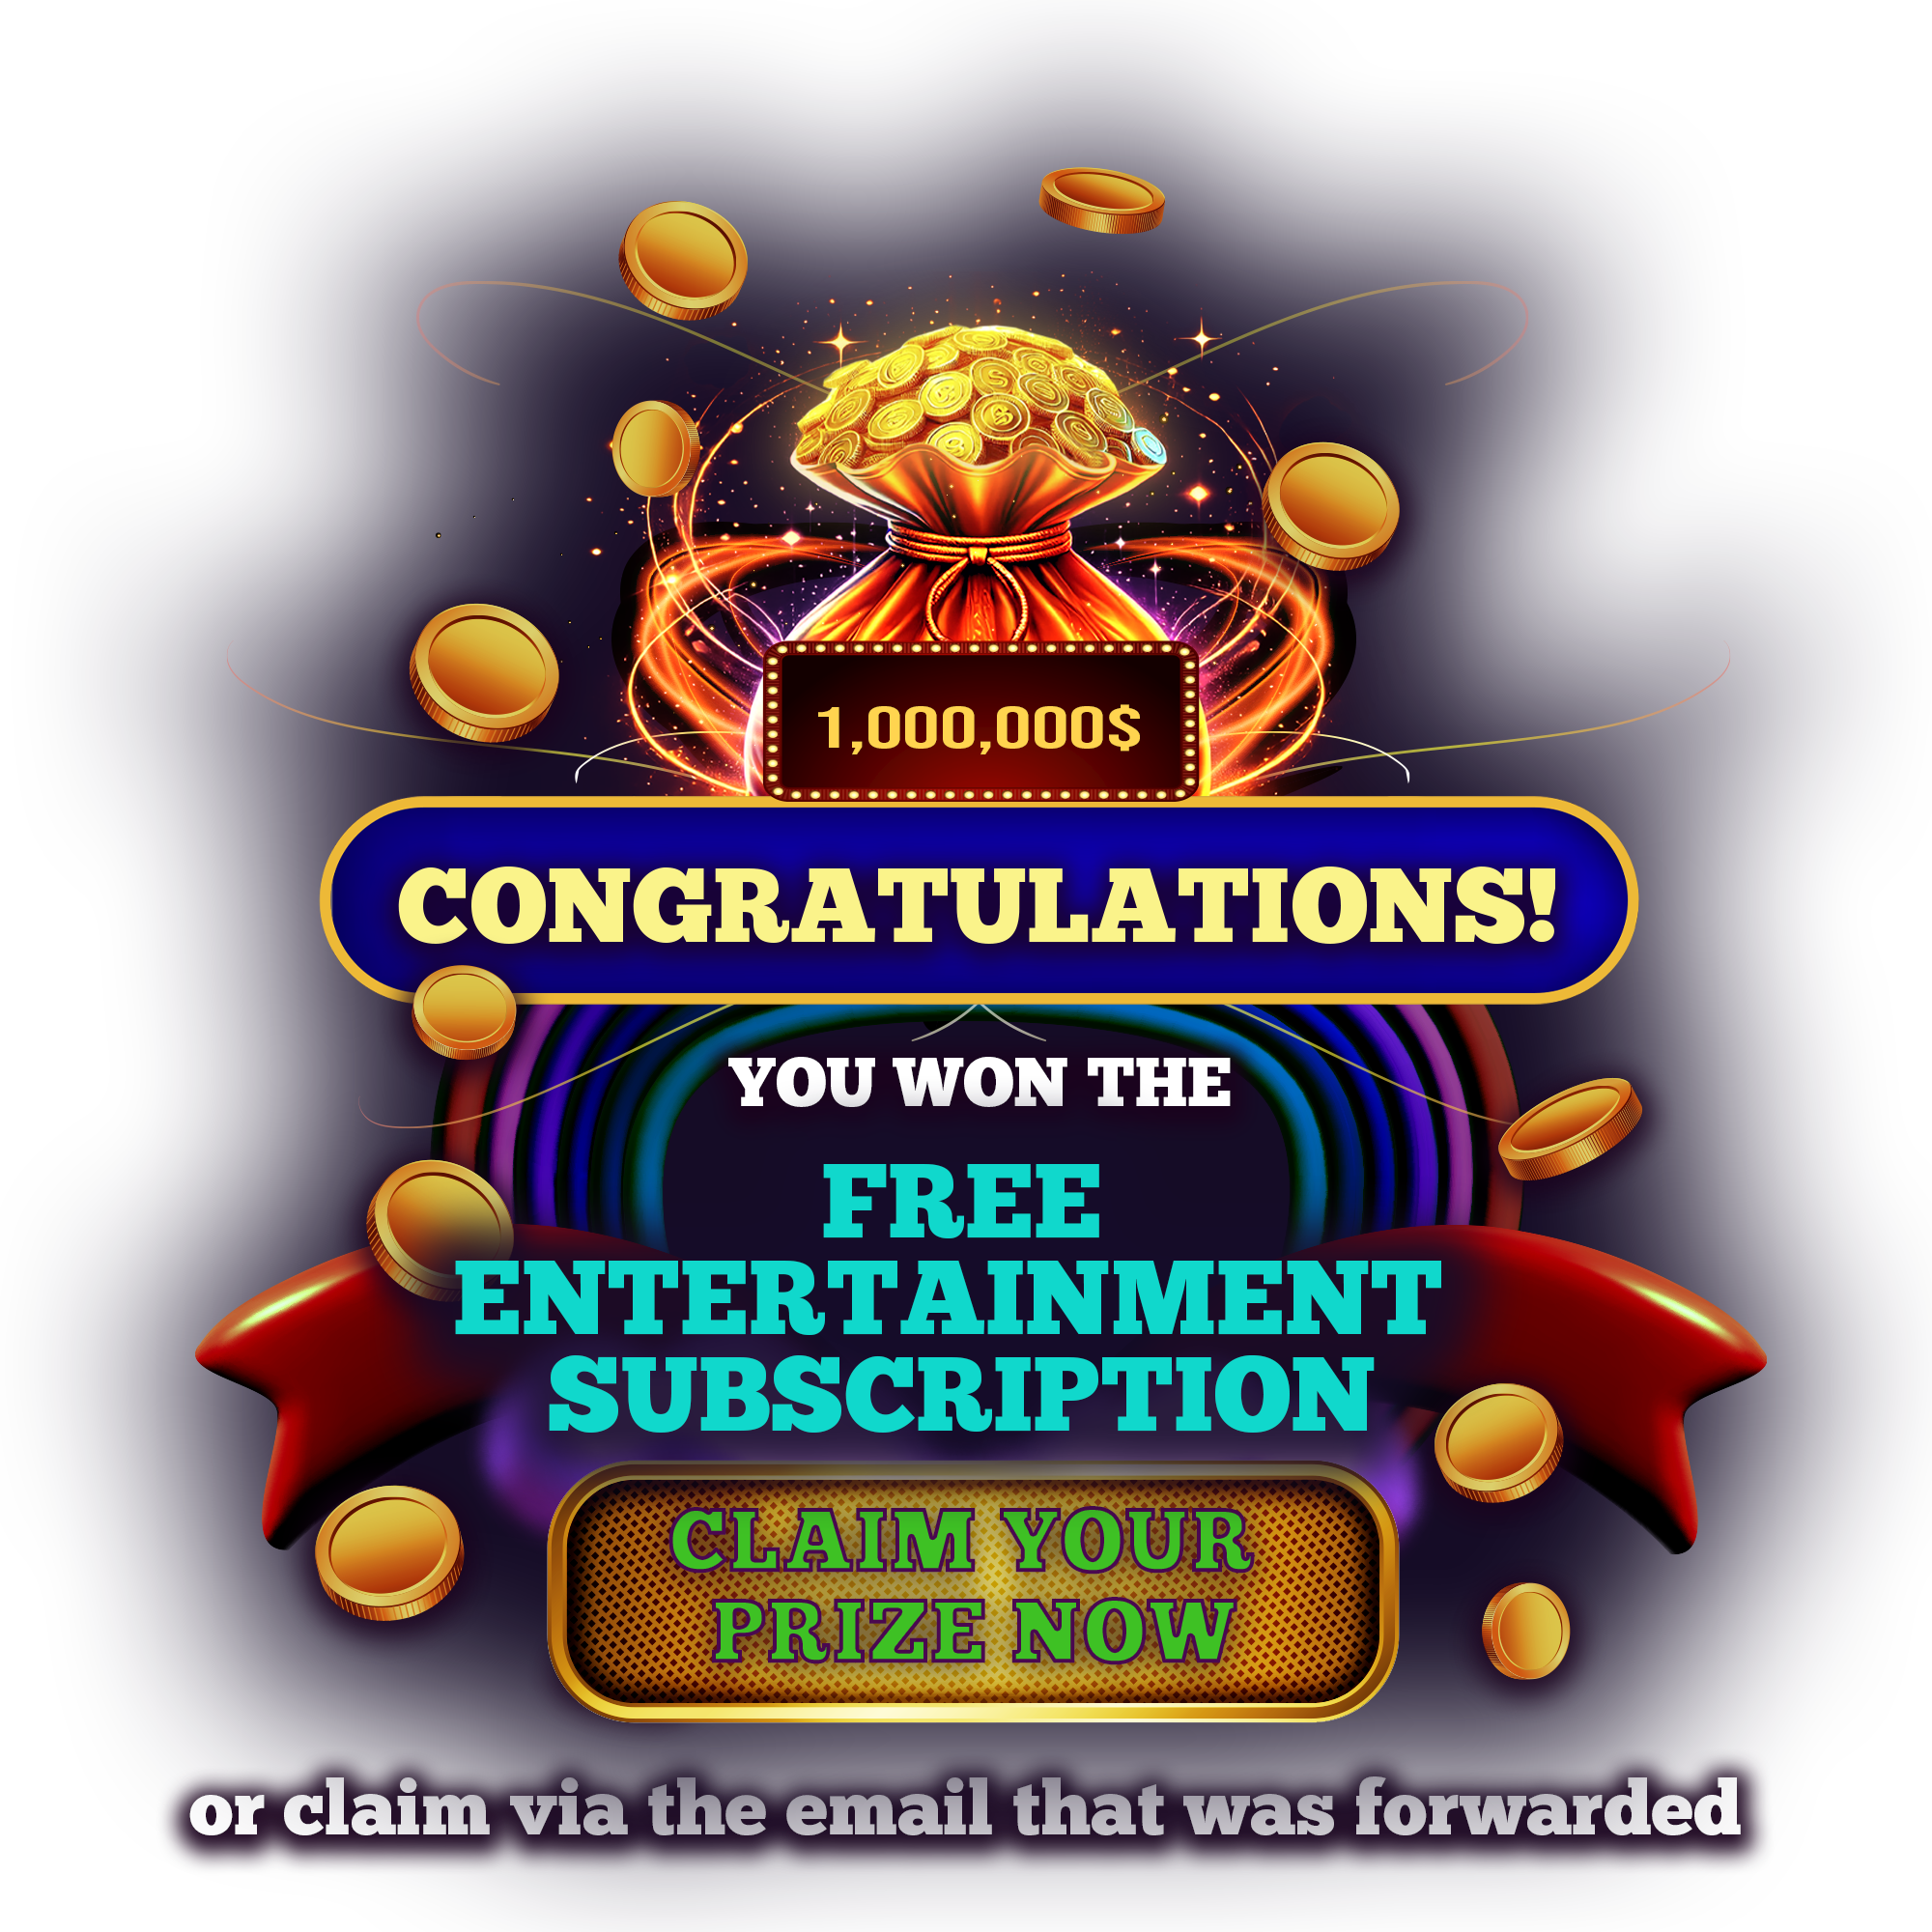 1,000,000$
CONGRATULATIONS!
YOU WON THE
FREE
ENTERTAINMENT
SUBSCRIPTION
CLAIM YOUR
PRIZE NOW
or claim via the email that was forwarded